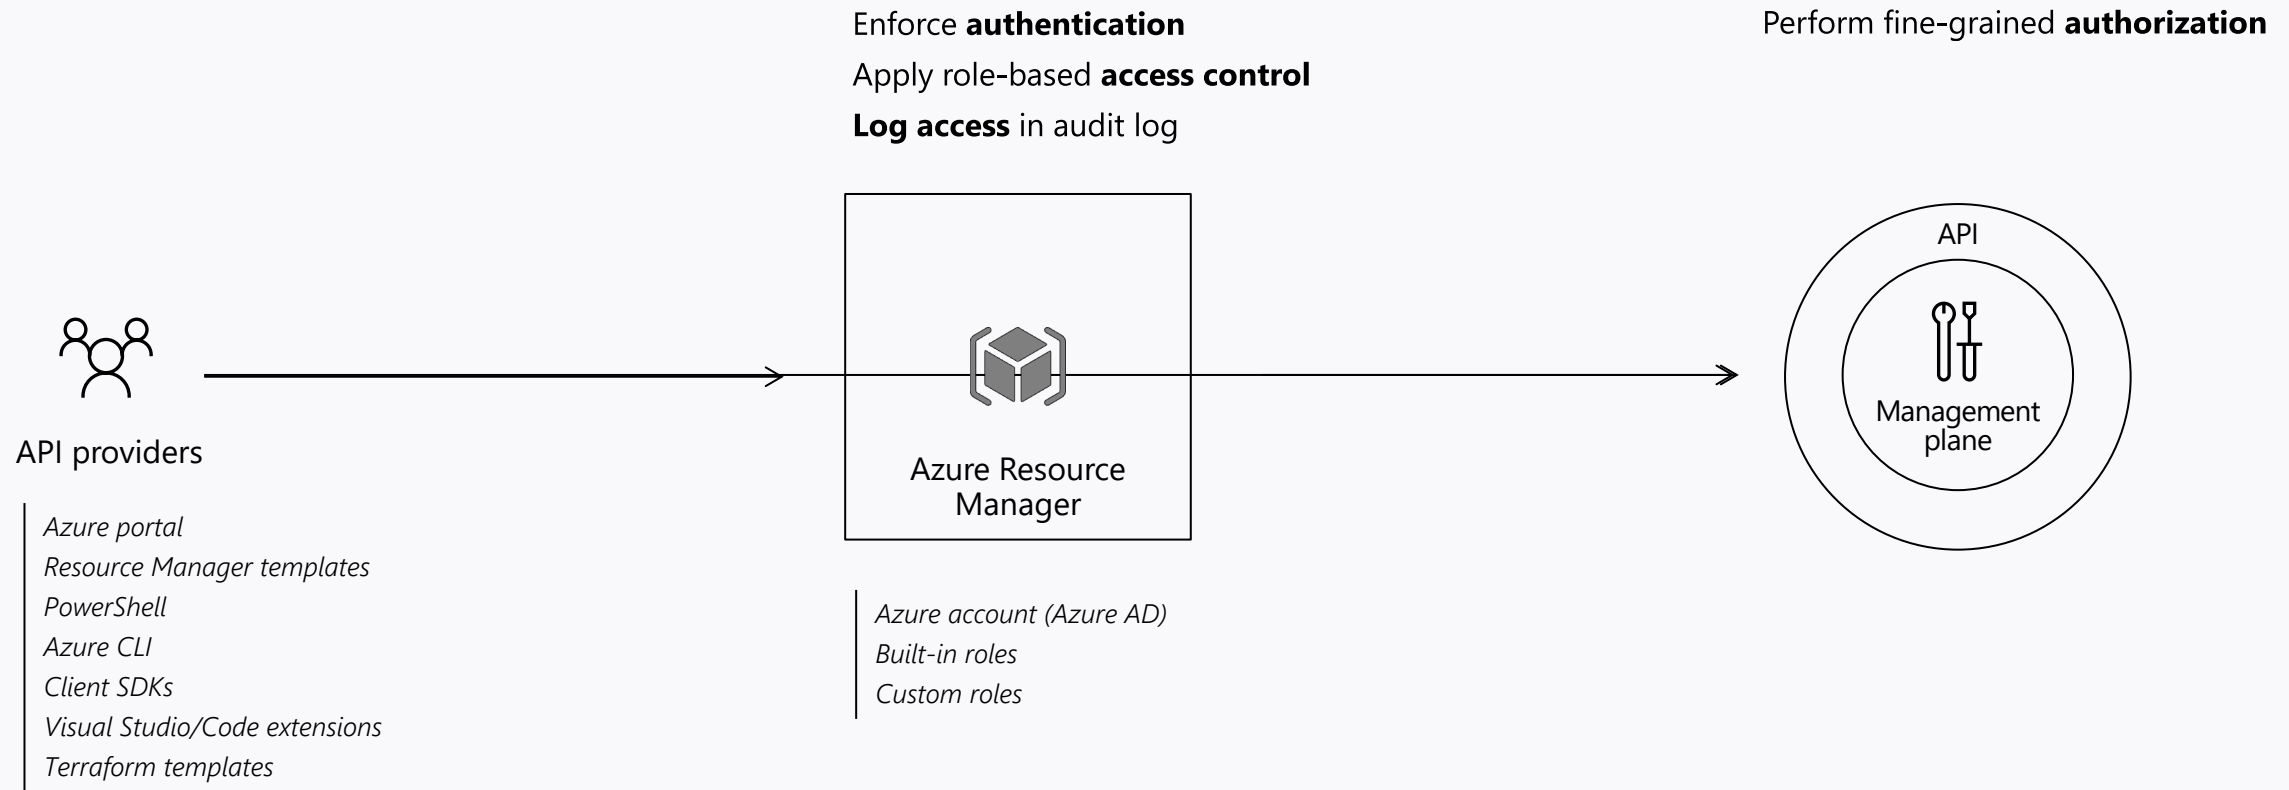 Enforce authentication
Apply role-based access control
Log access in audit log
Perform fine-grained authorization
API providers
Azure portal
Resource Manager templates
PowerShell
Azure CLI
Client SDKs
Visual Studio/Code extensions
Terraform templates
Azure Resource
Manager
Azure account (Azure AD)
Built-in roles
Custom roles
API
Management
plane